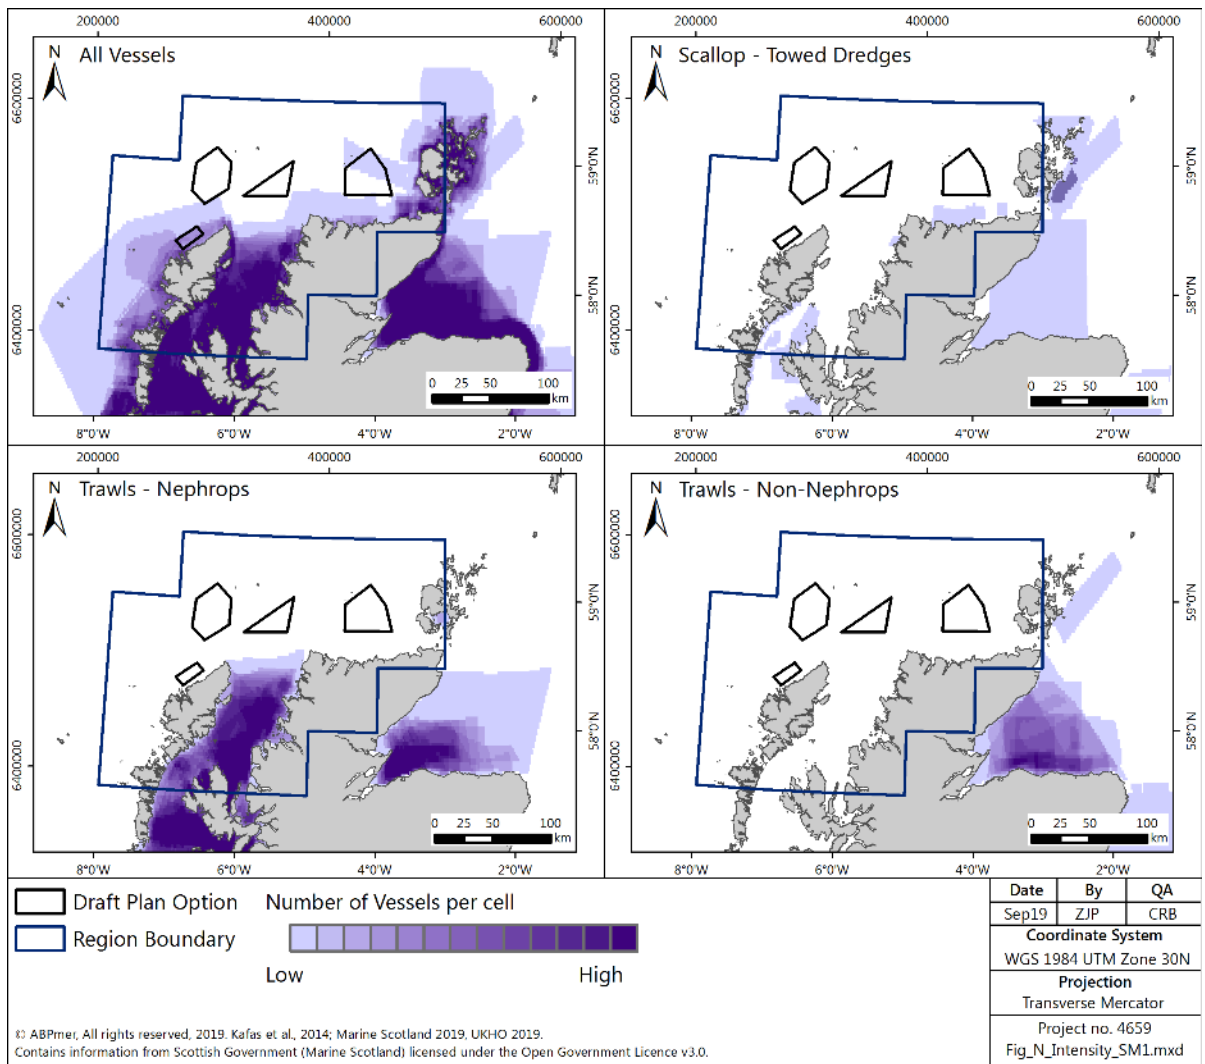 200000 400000 600000
200000 400000 600000
N All Vessels
N Scallop - Towed Dredges
6600000
6400000
59°0'N
58°0'N
6600000
6400000
59°0'N
58°0'N
0 25 50 100
km
0 25 50 100
km
8°0'W 6°0'W 4°0'W 2°0'W
8°0'W 6°0'W 4°0'W 2°0'W
200000 400000 600000
200000 400000 600000
N Trawls - Nephrops
N Trawls - Non-Nephrops
6600000
6400000
59°0'N
58°0'N
6600000
6400000
59°0'N
58°0'N
0 25 50 100
km
0 25 50 100
km
8°0'W 6°0'W 4°0'W 2°0'W
8°0'W 6°0'W 4°0'W 2°0'W
Draft Plan Option
Region Boundary
Number of Vessels per cell
Low High
Date By QA
Sep19 ZJP CRB
Coordinate System
WGS 1984 UTM Zone 30N
Projection
Transverse Mercator
Project no. 4659
Fig_N_Intensity_SM1.mxd
© ABPmer, All rights reserved, 2019. Kafas et al., 2014; Marine Scotland 2019, UKHO 2019.
Contains information from Scottish Government (Marine Scotland) licensed under the Open Government Licence v3.0.